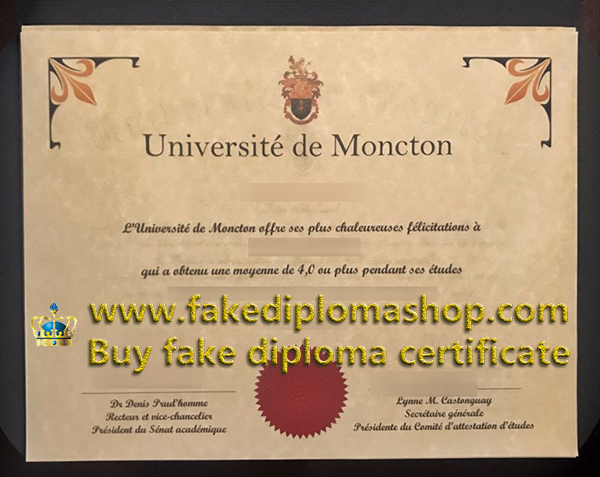 Université de Moncton
L'Université de Moncton offre ses plus chaleureuses félicitations à
qui a obtenu une moyenne de 4,0 ou plus pendant ses études
www.fakediplomashop.com
Buy fake diploma certificate
Dr Denis Prud'homme
Recteur et vice-chancelier
Président du Sénat académique
Lynne M. Castonguay
Secrétaire générale
Présidente du Comité d'attestation d'études